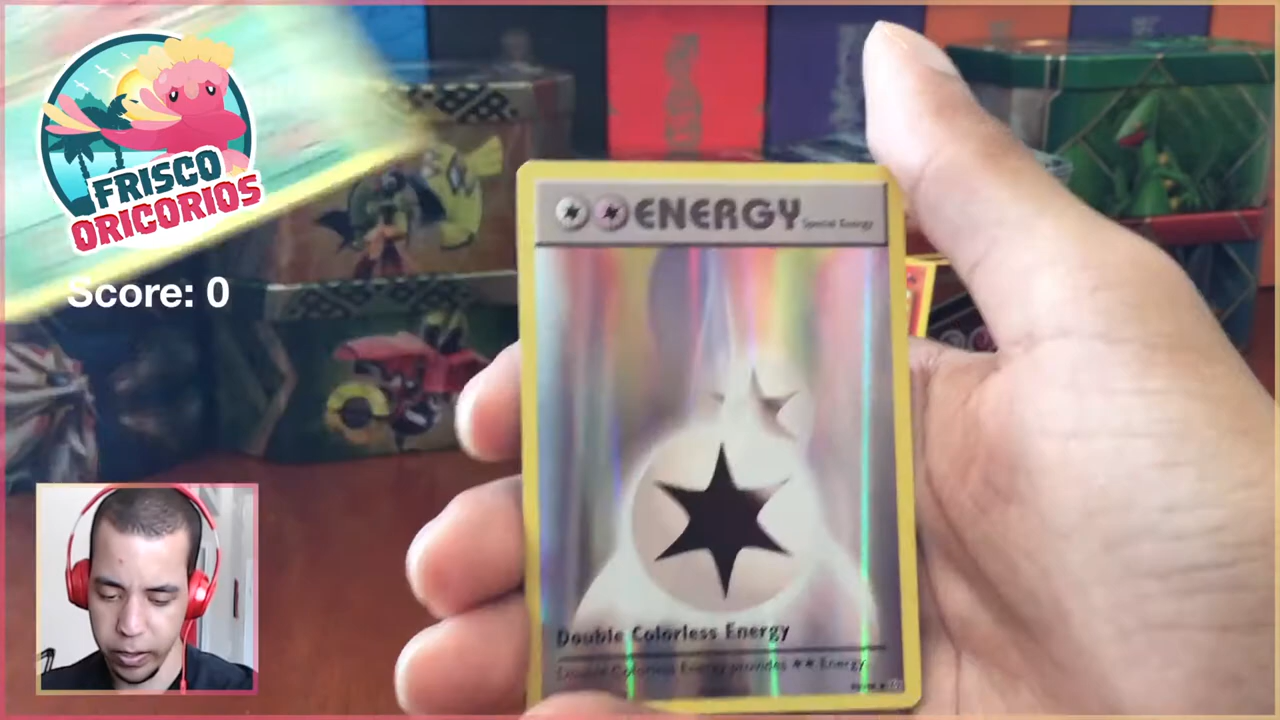 FRISCO
ORICORIOS
Score: 0
ENERGY
Special Energy
Double Colorless Energy
Double Colorless Energy provides ✶✶ Energy.